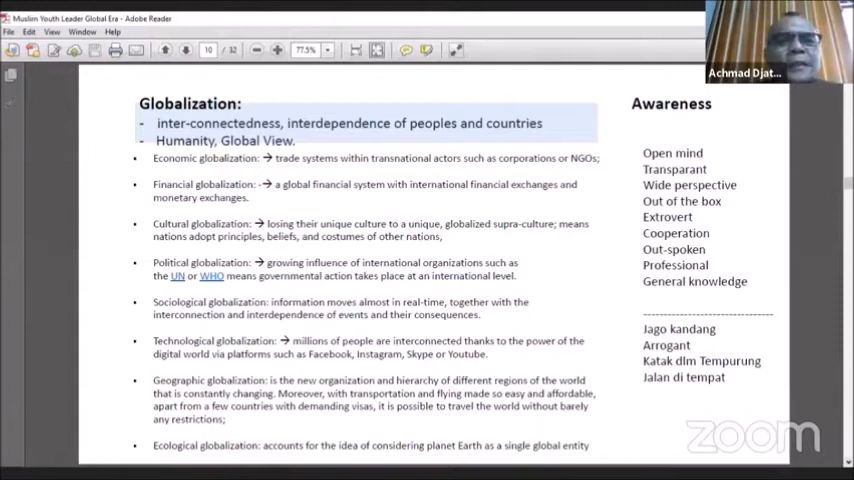 Muslim Youth Leader Global Era - Adobe Reader
File Edit View Window Help
10 / 32 77.5%
Achmad Djat...
Globalization:
- inter-connectedness, interdependence of peoples and countries
- Humanity, Global View.
• Economic globalization: → trade systems within transnational actors such as corporations or NGOs;
• Financial globalization: -→ a global financial system with international financial exchanges and
monetary exchanges.
• Cultural globalization: → losing their unique culture to a unique, globalized supra-culture; means
nations adopt principles, beliefs, and costumes of other nations,
• Political globalization: → growing influence of international organizations such as
the UN or WHO means governmental action takes place at an international level.
• Sociological globalization: information moves almost in real-time, together with the
interconnection and interdependence of events and their consequences.
• Technological globalization: → millions of people are interconnected thanks to the power of the
digital world via platforms such as Facebook, Instagram, Skype or Youtube.
• Geographic globalization: is the new organization and hierarchy of different regions of the world
that is constantly changing. Moreover, with transportation and flying made so easy and affordable,
apart from a few countries with demanding visas, it is possible to travel the world without barely
any restrictions;
• Ecological globalization: accounts for the idea of considering planet Earth as a single global entity
Awareness
Open mind
Transparant
Wide perspective
Out of the box
Extrovert
Cooperation
Out-spoken
Professional
General knowledge
-----------------------------
Jago kandang
Arrogant
Katak dlm Tempurung
Jalan di tempat
zoom